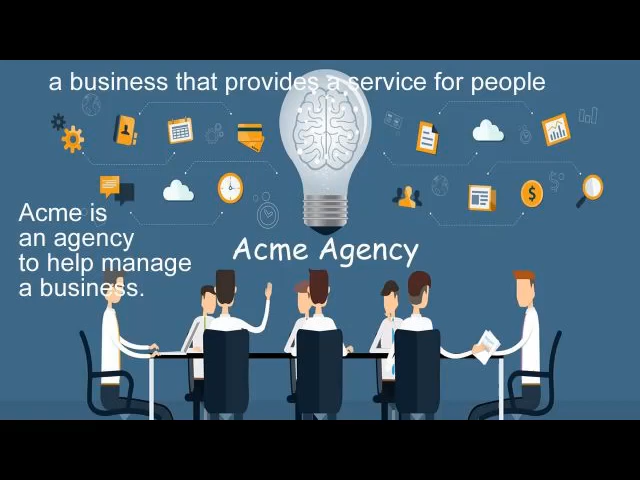 a business that provides a service for people
Acme is
an agency
to help manage
a business.
Acme Agency